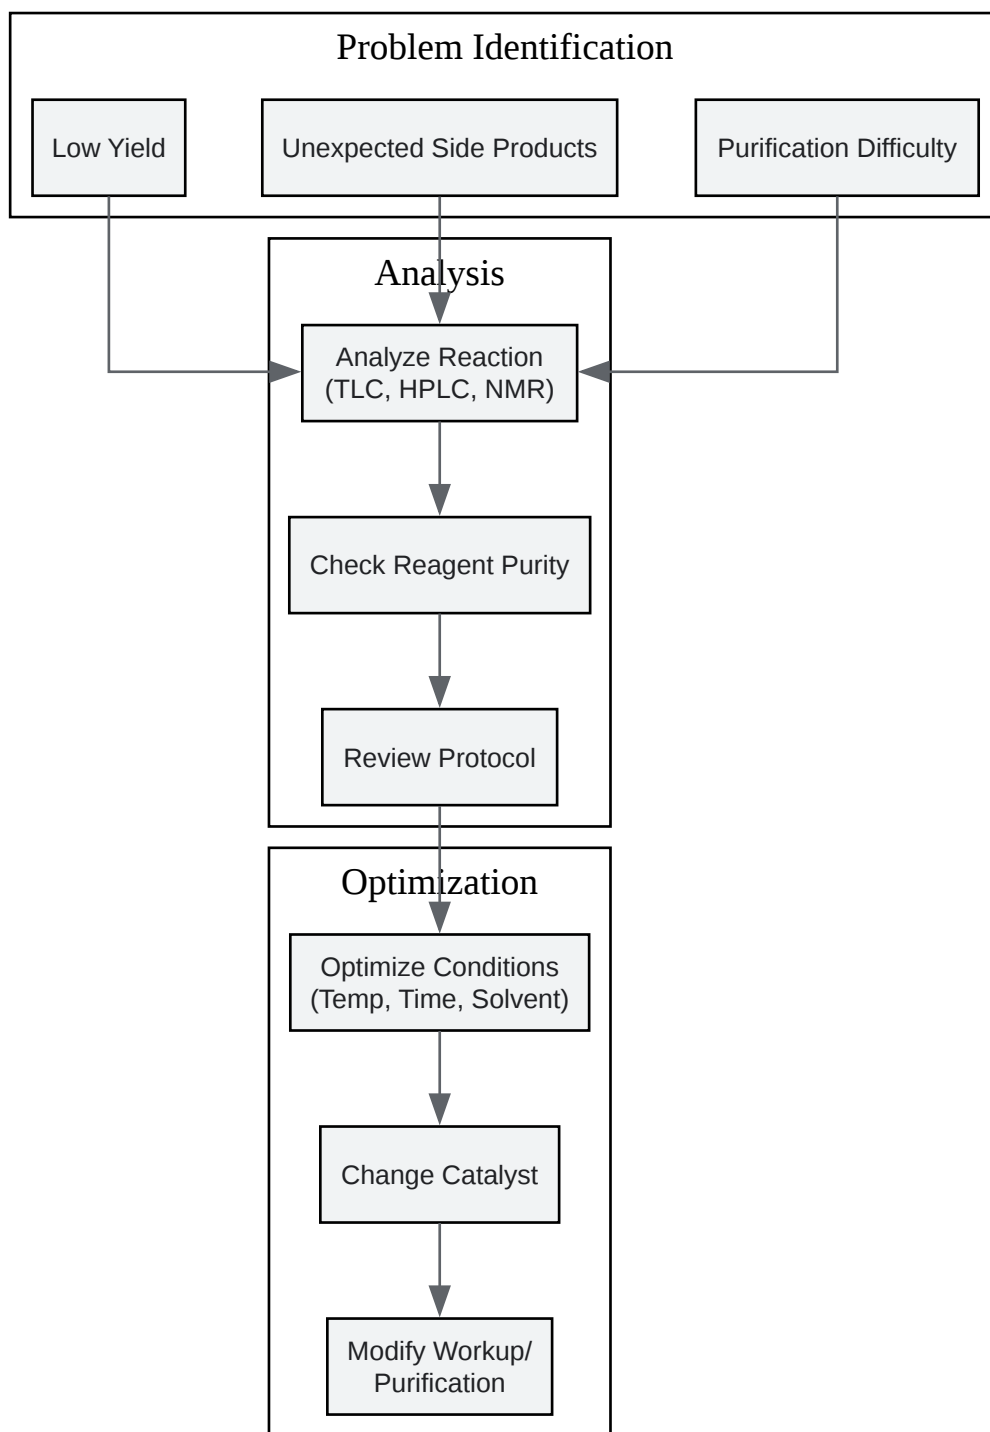 Problem Identification
Low Yield
Unexpected Side Products
Purification Difficulty
Analysis
Analyze Reaction
(TLC, HPLC, NMR)
Check Reagent Purity
Review Protocol
Optimization
Optimize Conditions
(Temp, Time, Solvent)
Change Catalyst
Modify Workup/
Purification